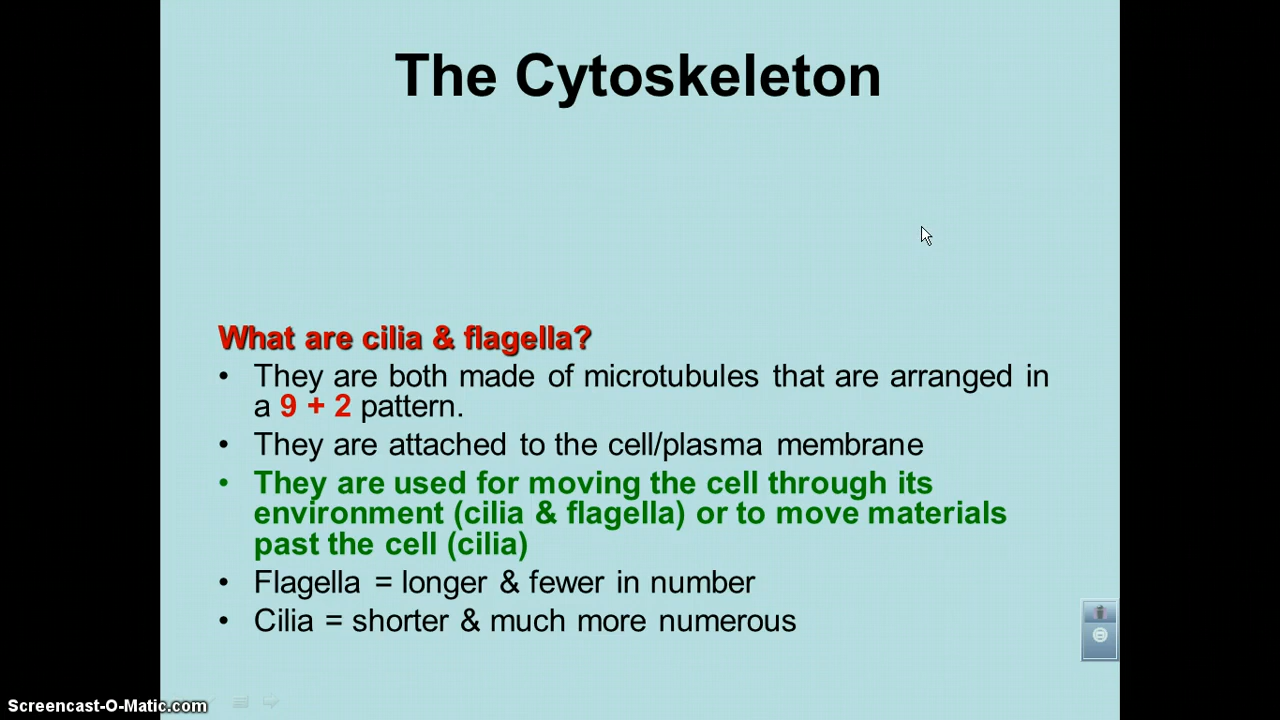 The Cytoskeleton
What are cilia & flagella?
• They are both made of microtubules that are arranged in
a 9 + 2 pattern.
• They are attached to the cell/plasma membrane
• They are used for moving the cell through its
environment (cilia & flagella) or to move materials
past the cell (cilia)
• Flagella = longer & fewer in number
• Cilia = shorter & much more numerous
Screencast-O-Matic.com